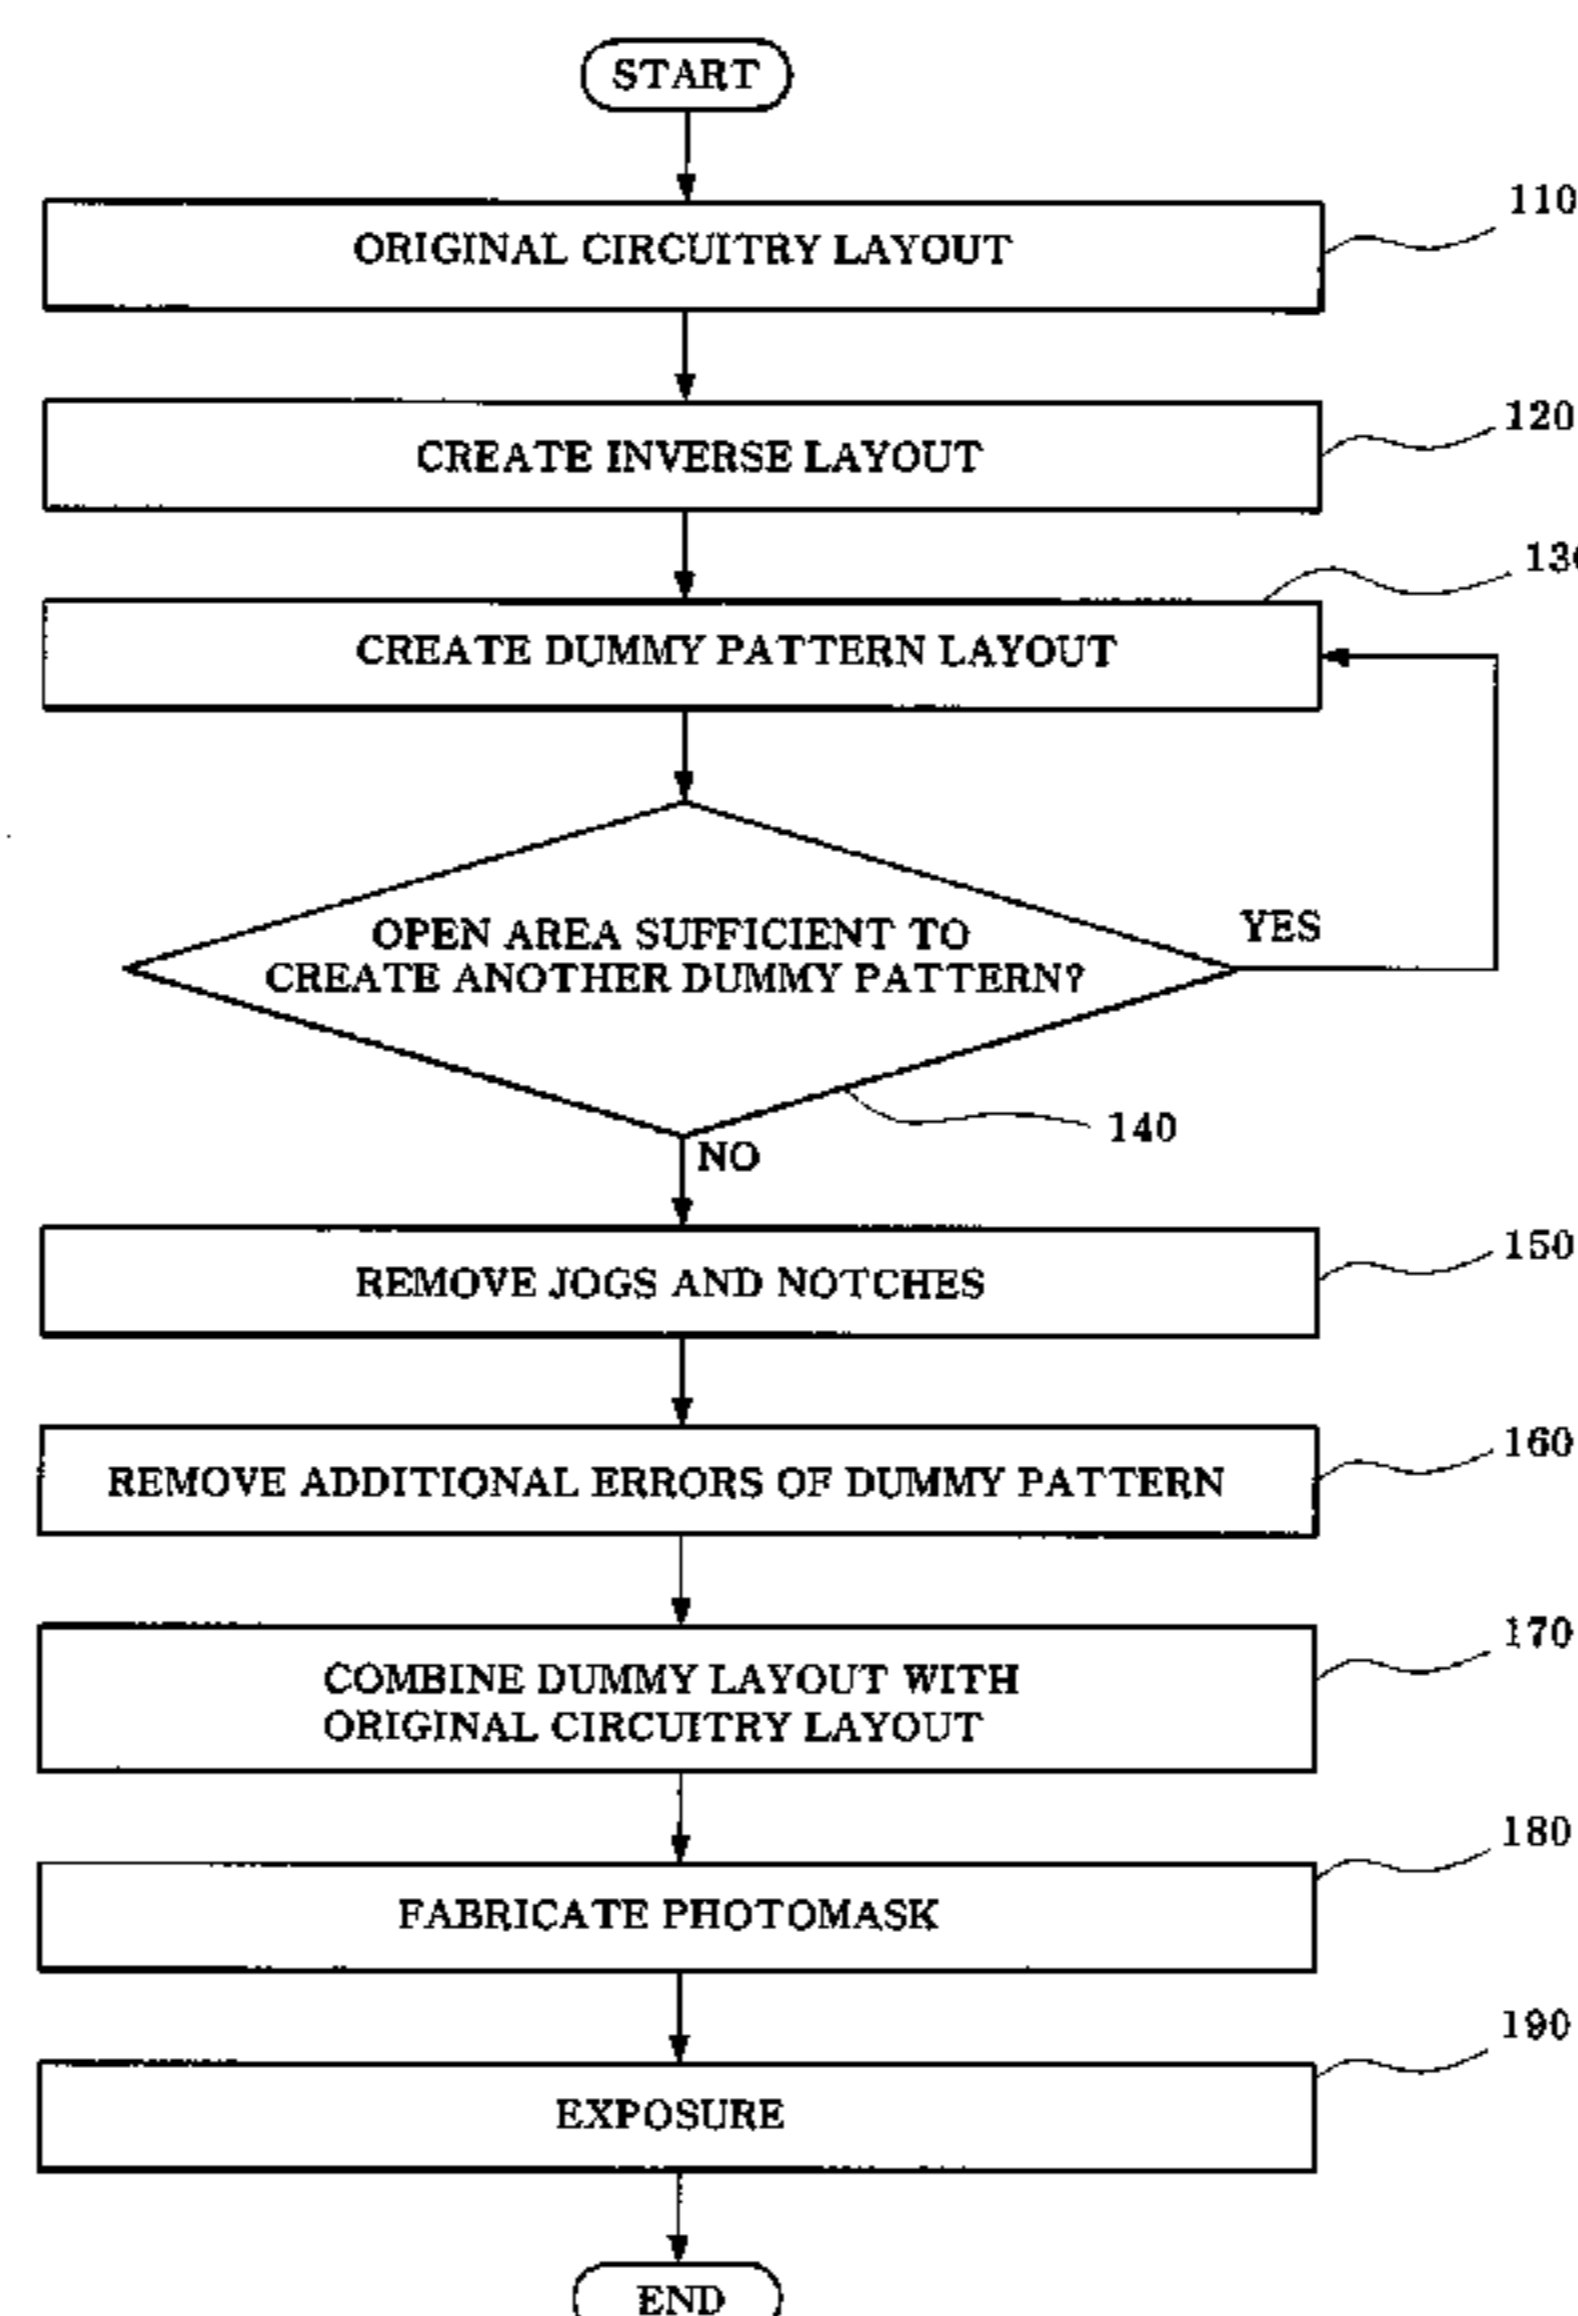 START
ORIGINAL CIRCUITRY LAYOUT
110
CREATE INVERSE LAYOUT
120
130
CREATE DUMMY PATTERN LAYOUT
OPEN AREA SUFFICIENT TO
CREATE ANOTHER DUMMY PATTERN?
YES
140
NO
REMOVE JOGS AND NOTCHES
150
REMOVE ADDITIONAL ERRORS OF DUMMY PATTERN
160
COMBINE DUMMY LAYOUT WITH
ORIGINAL CIRCUITRY LAYOUT
170
FABRICATE PHOTOMASK
180
EXPOSURE
190
END